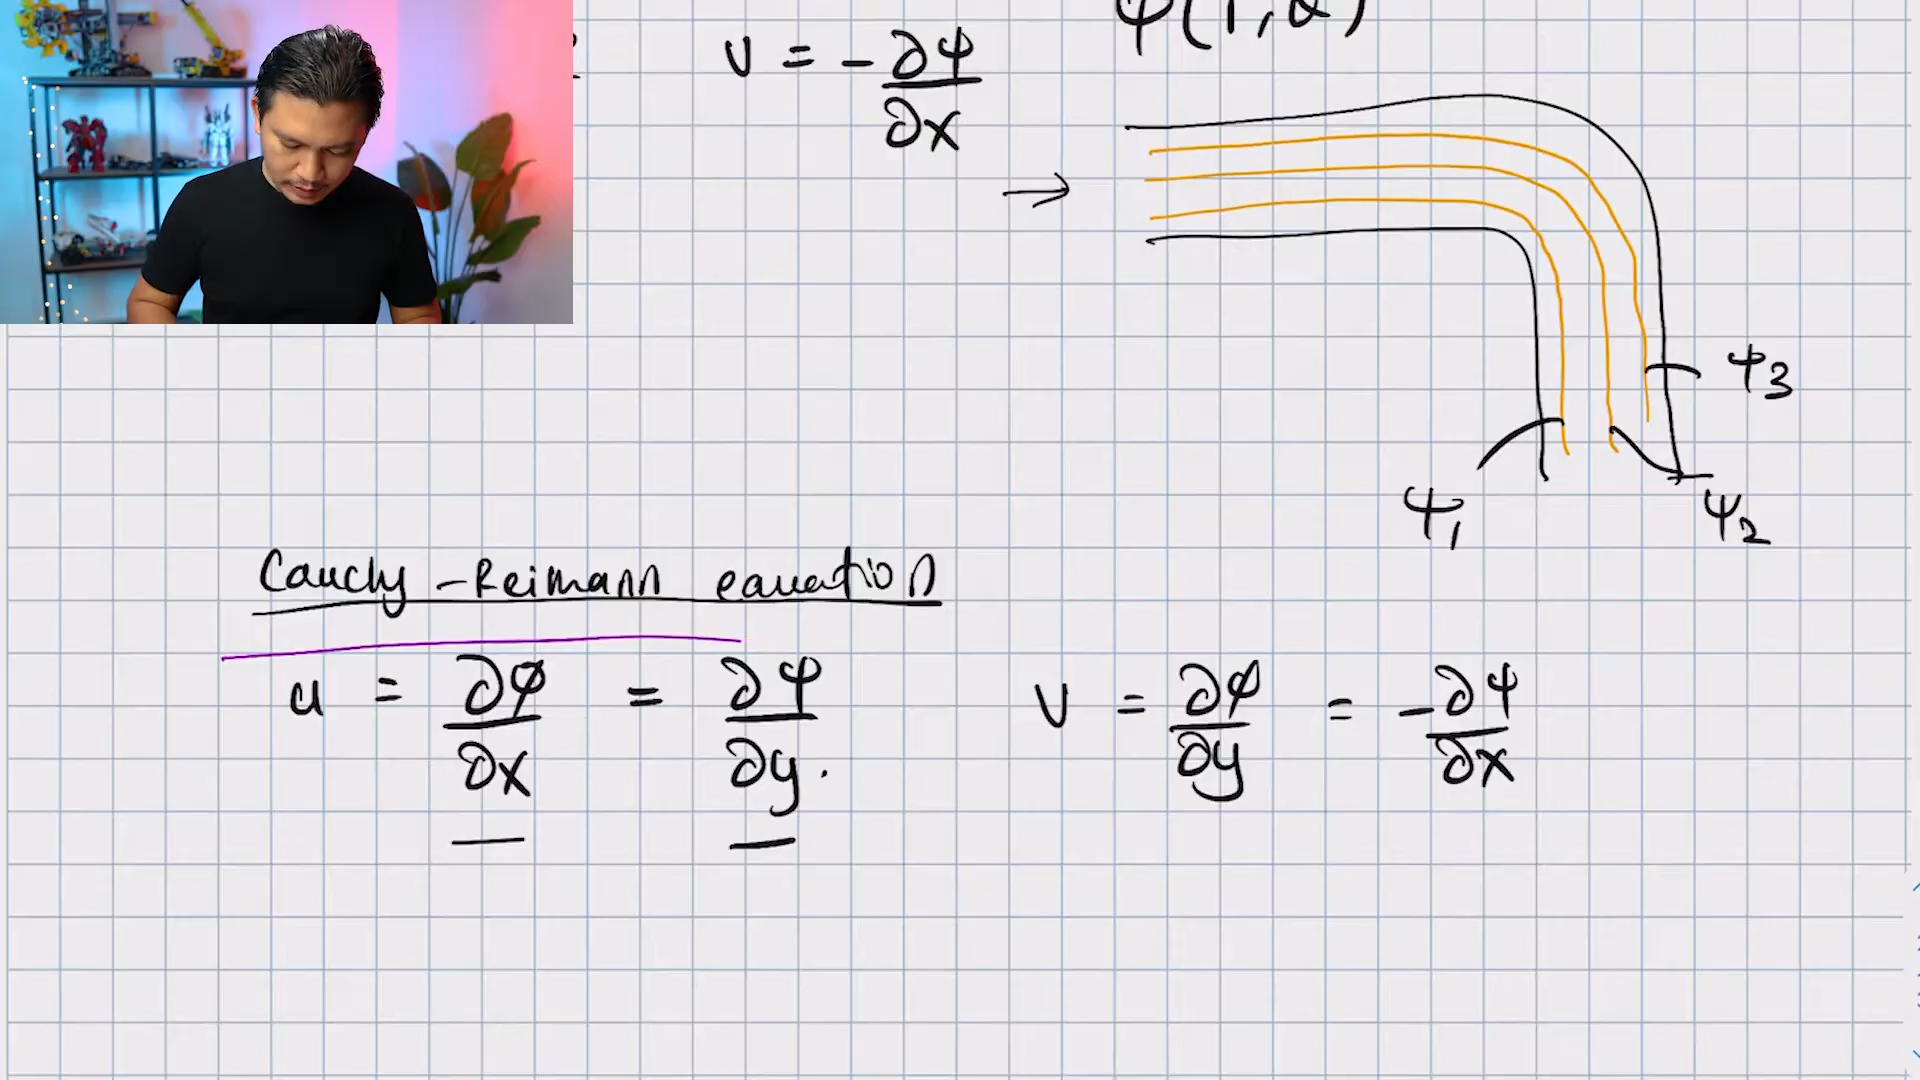 v = -∂ψ/∂x
→
ψ3
ψ1
ψ2
Cauchy - Reimann equation
u = ∂φ/∂x = ∂ψ/∂y.
V = ∂φ/∂y = -∂ψ/∂x